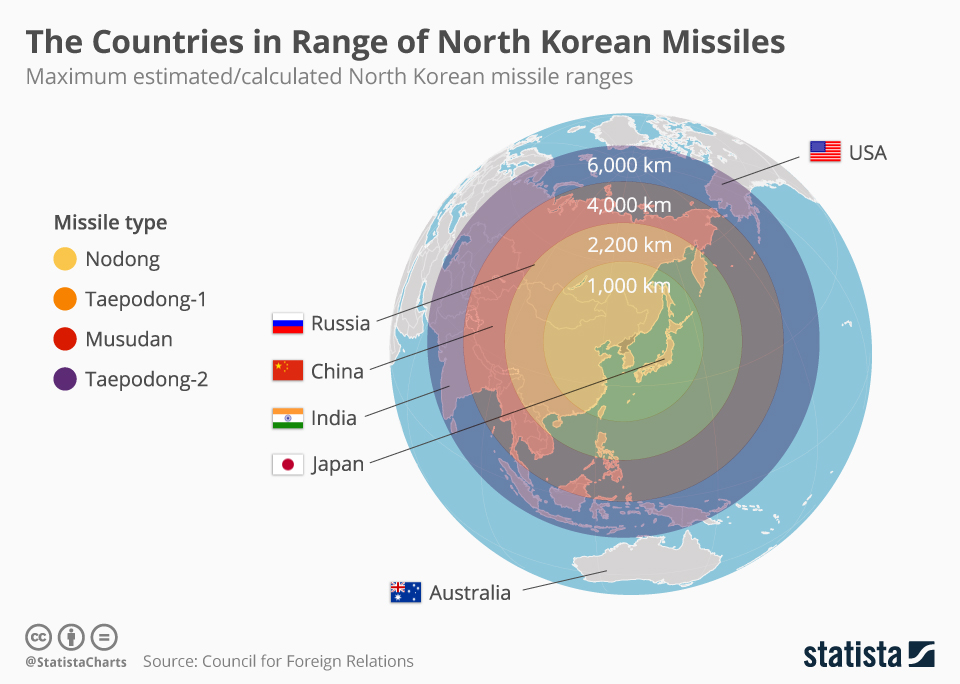 The Countries in Range of North Korean Missiles
Maximum estimated/calculated North Korean missile ranges
USA
6,000 km
4,000 km
2,200 km
1,000 km
Missile type
Nodong
Taepodong-1
Musudan
Taepodong-2
Russia
China
India
Japan
Australia
cc
@StatistaCharts
Source: Council for Foreign Relations
statista